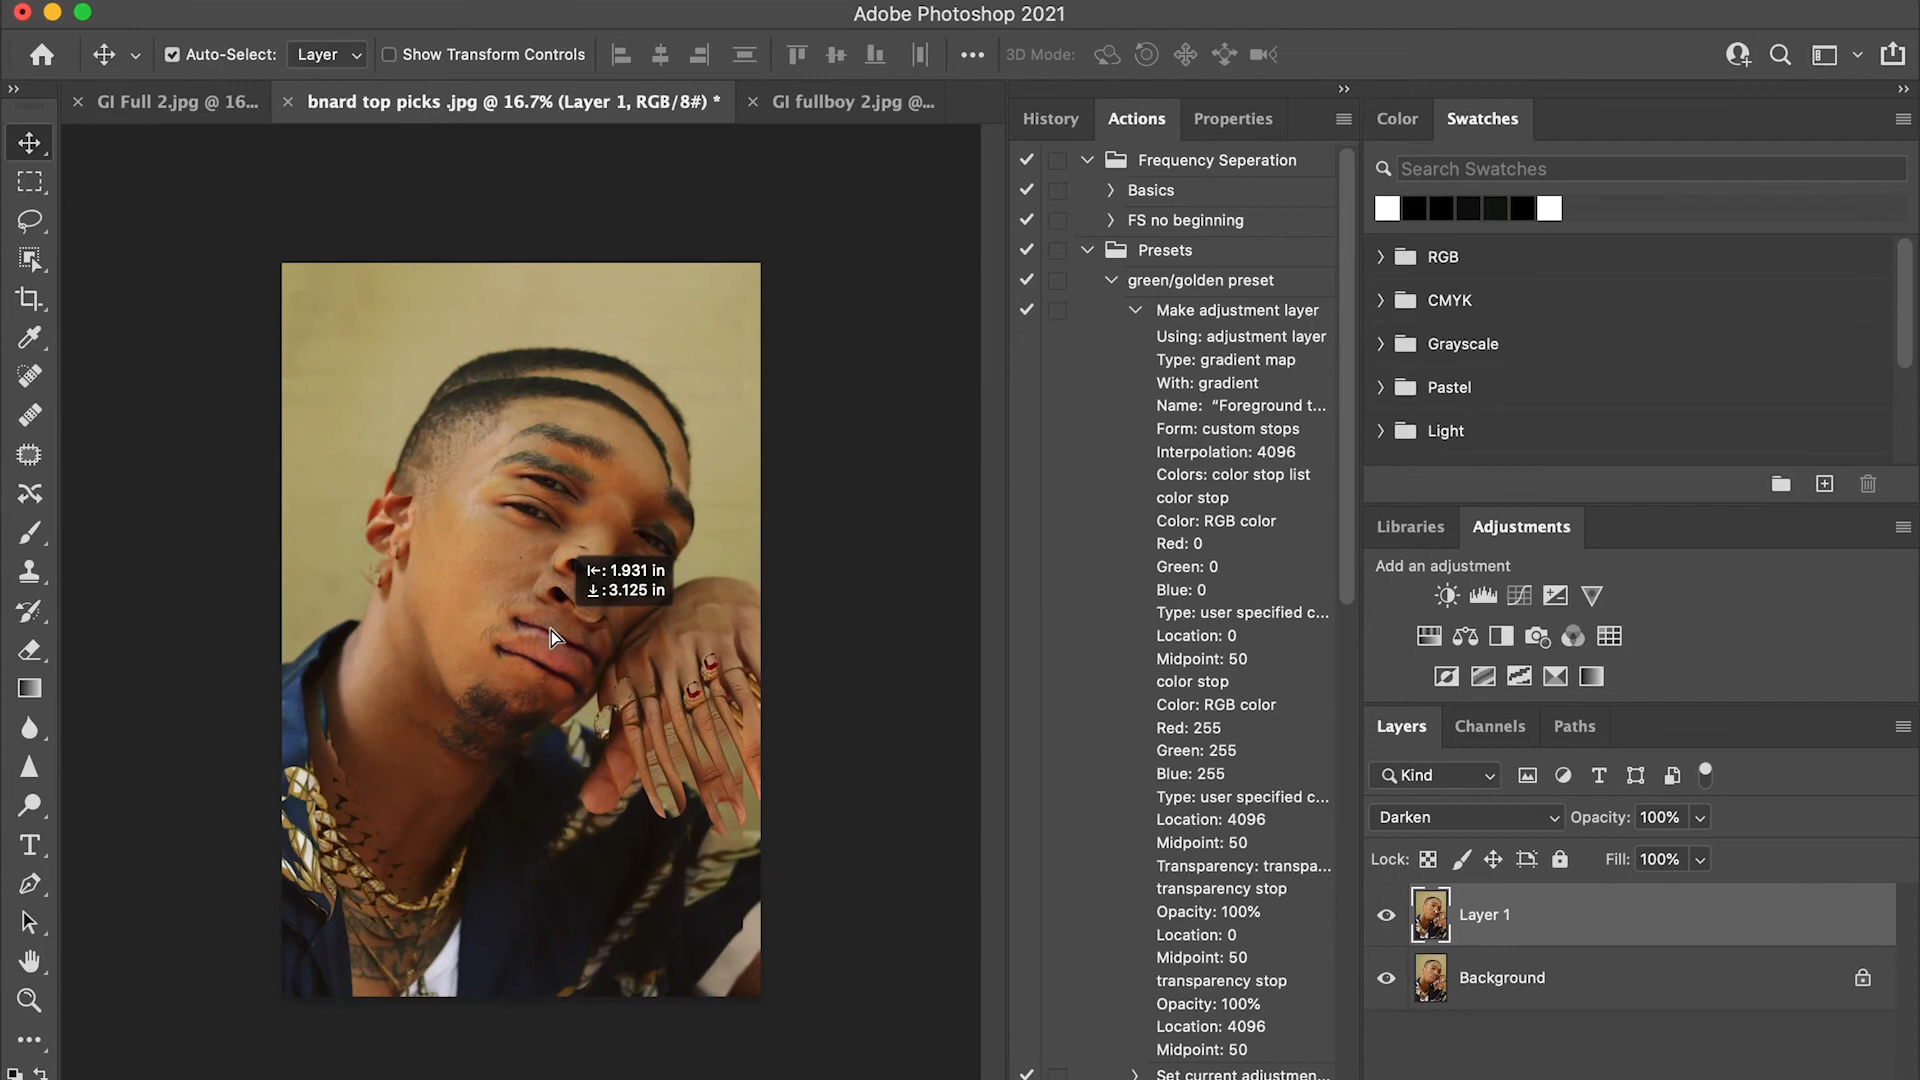 Adobe Photoshop 2021
Auto-Select: Layer Show Transform Controls 3D Mode:
GI Full 2.jpg @ 16... bnard top picks .jpg @ 16.7% (Layer 1, RGB/8#) * GI fullboy 2.jpg @...
History Actions Properties
Frequency Seperation
Basics
FS no beginning
Presets
green/golden preset
Make adjustment layer
Using: adjustment layer
Type: gradient map
With: gradient
Name: “Foreground t...
Form: custom stops
Interpolation: 4096
Colors: color stop list
color stop
Color: RGB color
Red: 0
Green: 0
Blue: 0
Type: user specified c...
Location: 0
Midpoint: 50
color stop
Color: RGB color
Red: 255
Green: 255
Blue: 255
Type: user specified c...
Location: 4096
Midpoint: 50
Transparency: transpa...
transparency stop
Opacity: 100%
Location: 0
Midpoint: 50
transparency stop
Opacity: 100%
Location: 4096
Midpoint: 50
Set current adjustmen...
Color Swatches
Search Swatches
RGB
CMYK
Grayscale
Pastel
Light
Libraries Adjustments
Add an adjustment
Layers Channels Paths
Kind
Darken Opacity: 100%
Lock: Fill: 100%
Layer 1
Background
: 1.931 in
: 3.125 in